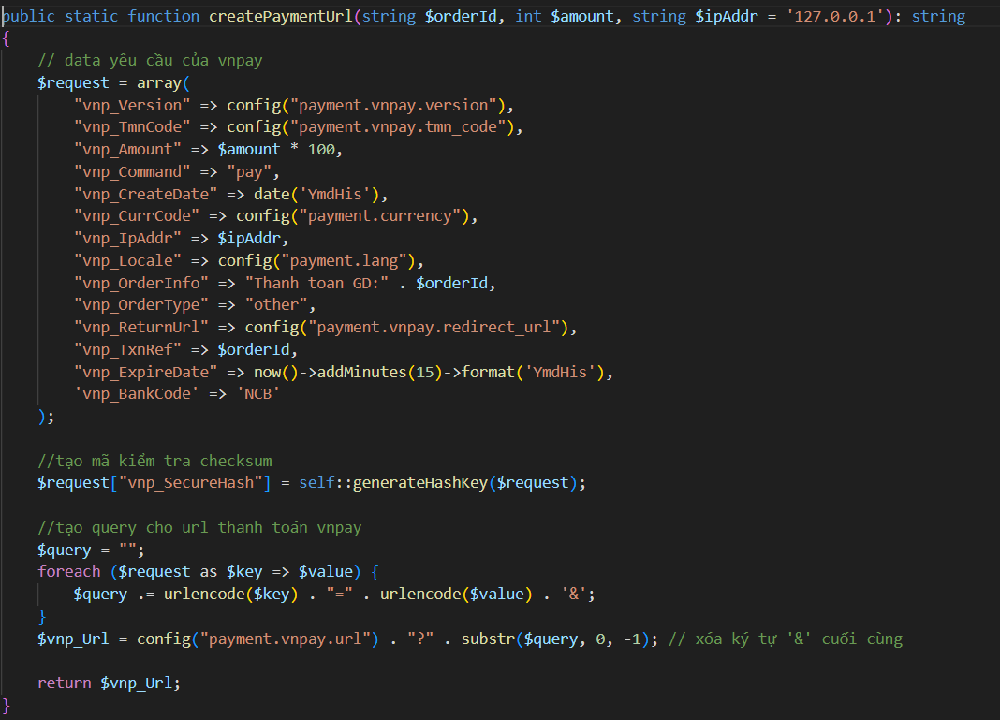 public static function createPaymentUrl(string $orderId, int $amount, string $ipAddr = '127.0.0.1'): string
{
    // data yêu cầu của vnpay
    $request = array(
        "vnp_Version" => config("payment.vnpay.version"),
        "vnp_TmnCode" => config("payment.vnpay.tmn_code"),
        "vnp_Amount" => $amount * 100,
        "vnp_Command" => "pay",
        "vnp_CreateDate" => date('YmdHis'),
        "vnp_CurrCode" => config("payment.currency"),
        "vnp_IpAddr" => $ipAddr,
        "vnp_Locale" => config("payment.lang"),
        "vnp_OrderInfo" => "Thanh toan GD:" . $orderId,
        "vnp_OrderType" => "other",
        "vnp_ReturnUrl" => config("payment.vnpay.redirect_url"),
        "vnp_TxnRef" => $orderId,
        "vnp_ExpireDate" => now()->addMinutes(15)->format('YmdHis'),
        'vnp_BankCode' => 'NCB'
    );

    //tạo mã kiểm tra checksum
    $request["vnp_SecureHash"] = self::generateHashKey($request);

    //tạo query cho url thanh toán vnpay
    $query = "";
    foreach ($request as $key => $value) {
        $query .= urlencode($key) . "=" . urlencode($value) . '&';
    }
    $vnp_Url = config("payment.vnpay.url") . "?" . substr($query, 0, -1); // xóa ký tự '&' cuối cùng

    return $vnp_Url;
}